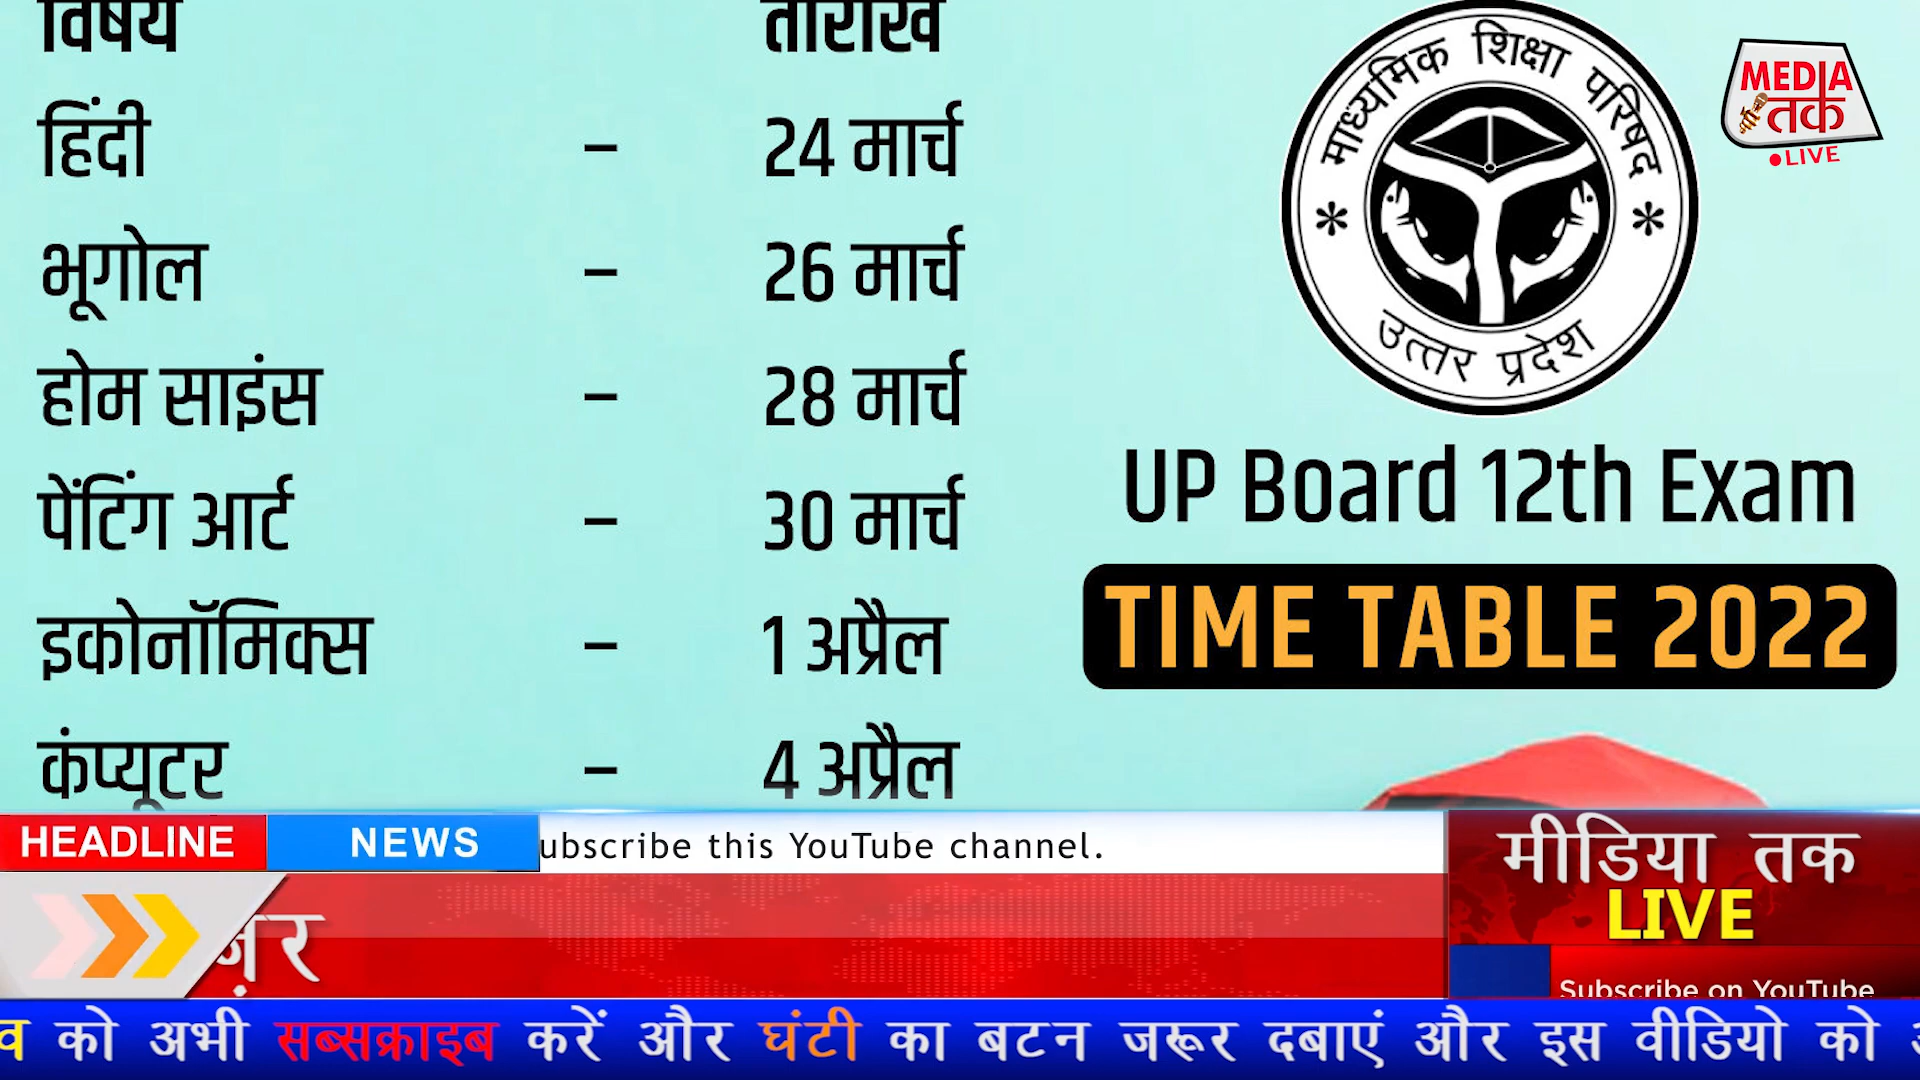 विषय तारीख
हिंदी – 24 मार्च
भूगोल – 26 मार्च
होम साइंस – 28 मार्च
पेंटिंग आर्ट – 30 मार्च
इकोनॉमिक्स – 1 अप्रैल
कंप्यूटर – 4 अप्रैल
माध्यमिक शिक्षा परिषद
उत्तर प्रदेश
MEDIA
तक
LIVE
UP Board 12th Exam
TIME TABLE 2022
HEADLINE NEWS ubscribe this YouTube channel.
मीडिया तक
LIVE
Subscribe on YouTube
को अभी सब्सक्राइब करें और घंटी का बटन जरूर दबाएं और इस वीडियो को